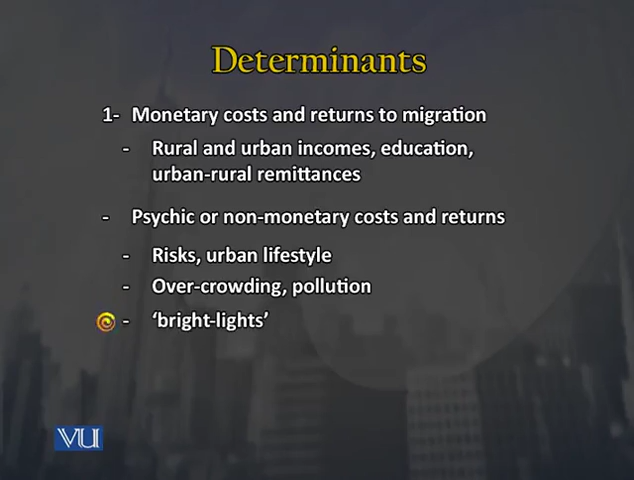 Determinants
1- Monetary costs and returns to migration
- Rural and urban incomes, education,
urban-rural remittances
- Psychic or non-monetary costs and returns
- Risks, urban lifestyle
- Over-crowding, pollution
- ‘bright-lights’
VU